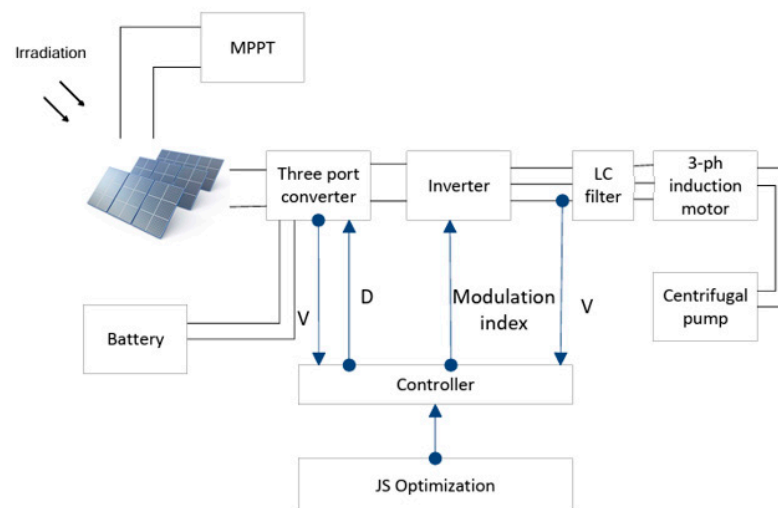 MPPT
Irradiation
Three port
converter
Inverter
LC
filter
3-ph
induction
motor
Battery
V
D
Modulation
index
V
Centrifugal
pump
Controller
JS Optimization